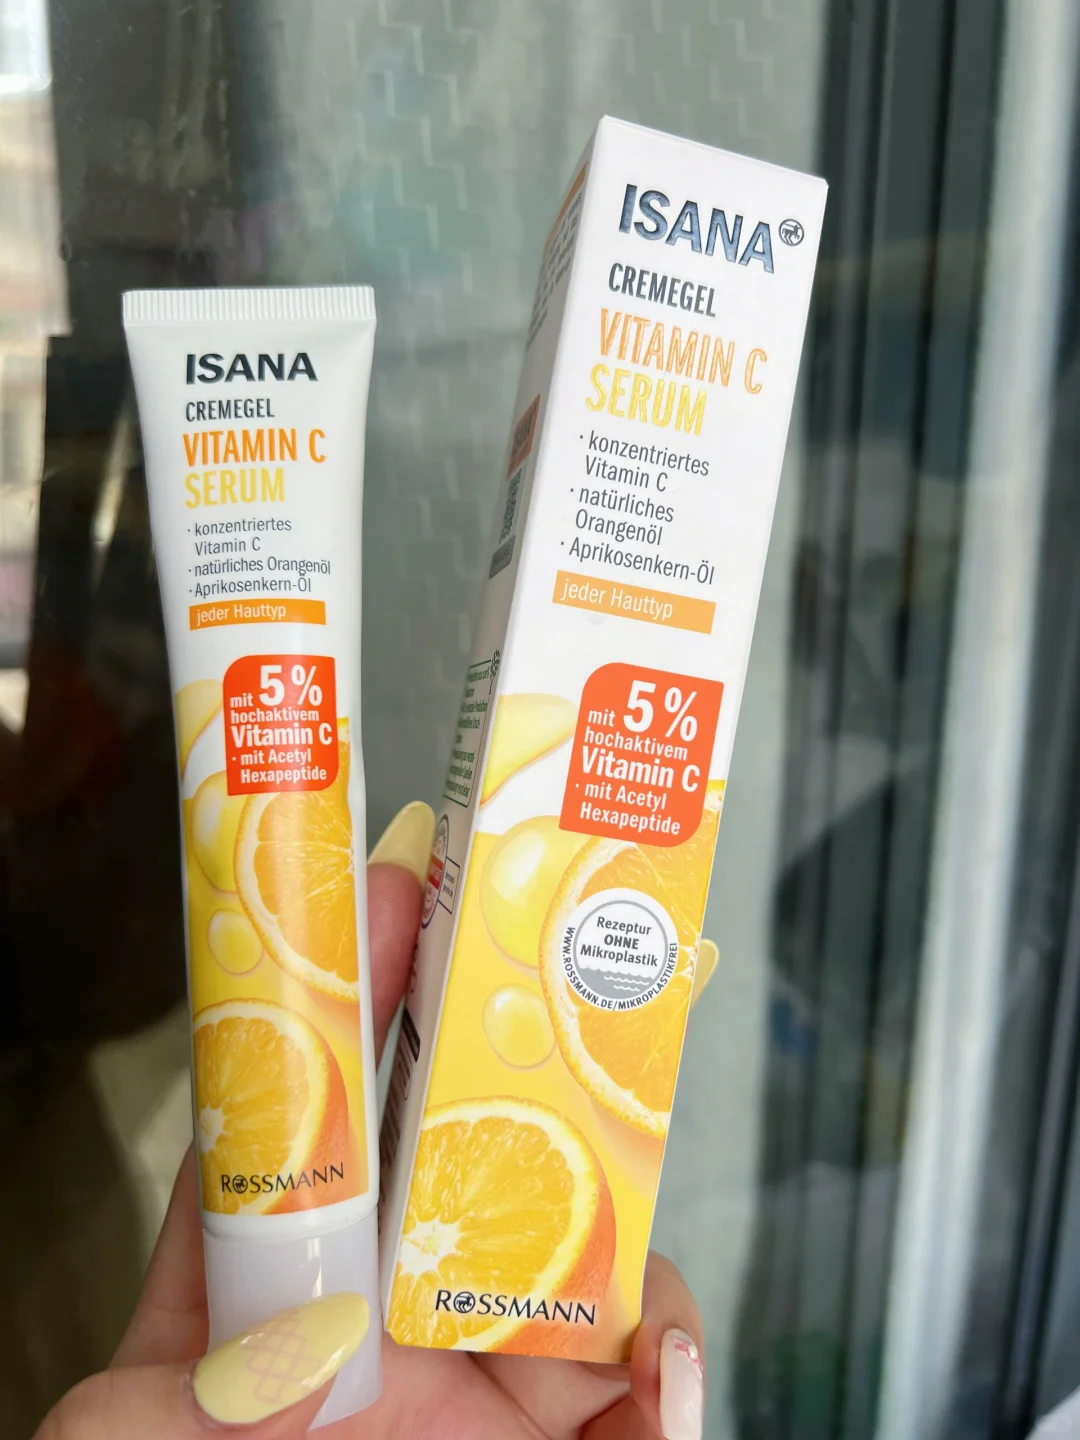 ISANA
CREMEGEL
VITAMIN C
SERUM
· konzentriertes
Vitamin C
· natürliches Orangenöl
· Aprikosenkern-Öl
jeder Hauttyp
mit 5 %
hochaktivem
Vitamin C
· mit Acetyl
Hexapeptide
ROSSMANN
ISANA
CREMEGEL
VITAMIN C
SERUM
· konzentriertes
Vitamin C
· natürliches
Orangenöl
· Aprikosenkern-Öl
jeder Hauttyp
mit 5 %
hochaktivem
Vitamin C
· mit Acetyl
Hexapeptide
Rezeptur
OHNE
Mikroplastik
WWW.ROSSMANN.DE/MIKROPLASTIKFREI
ROSSMANN